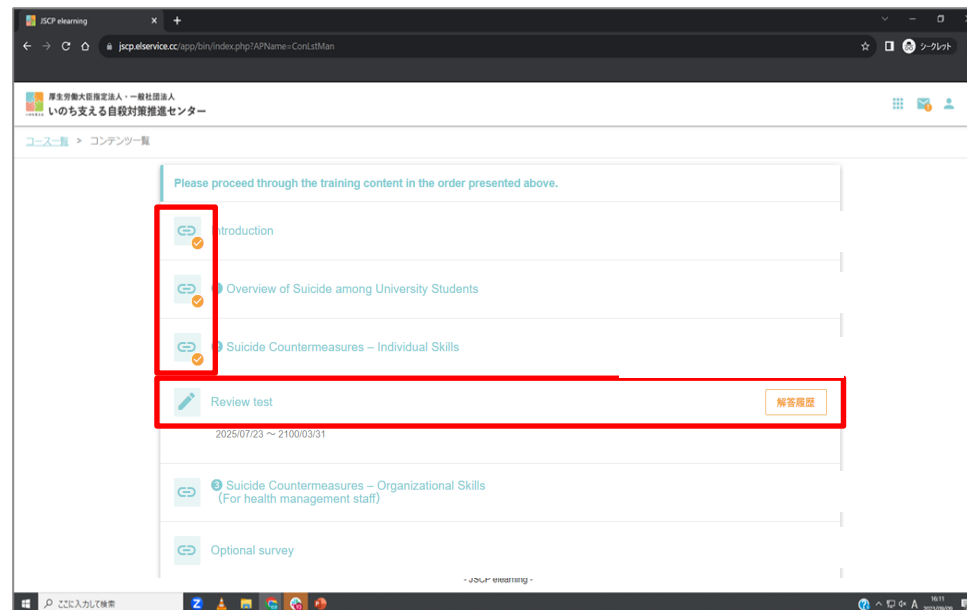 JSCP elearning
jscp.elservice.cc/app/bin/index.php?APName=ConLstMan
シークレット
厚生労働大臣指定法人・一般社団法人
いのち支える自殺対策推進センター
コース一覧 > コンテンツ一覧
Please proceed through the training content in the order presented above.
Introduction
Overview of Suicide among University Students
Suicide Countermeasures – Individual Skills
Review test
解答履歴
2025/07/23 ～ 2100/03/31
❸ Suicide Countermeasures – Organizational Skills
（For health management staff）
Optional survey
- JSCP elearning -
ここに入力して検索
Z
A
16:11